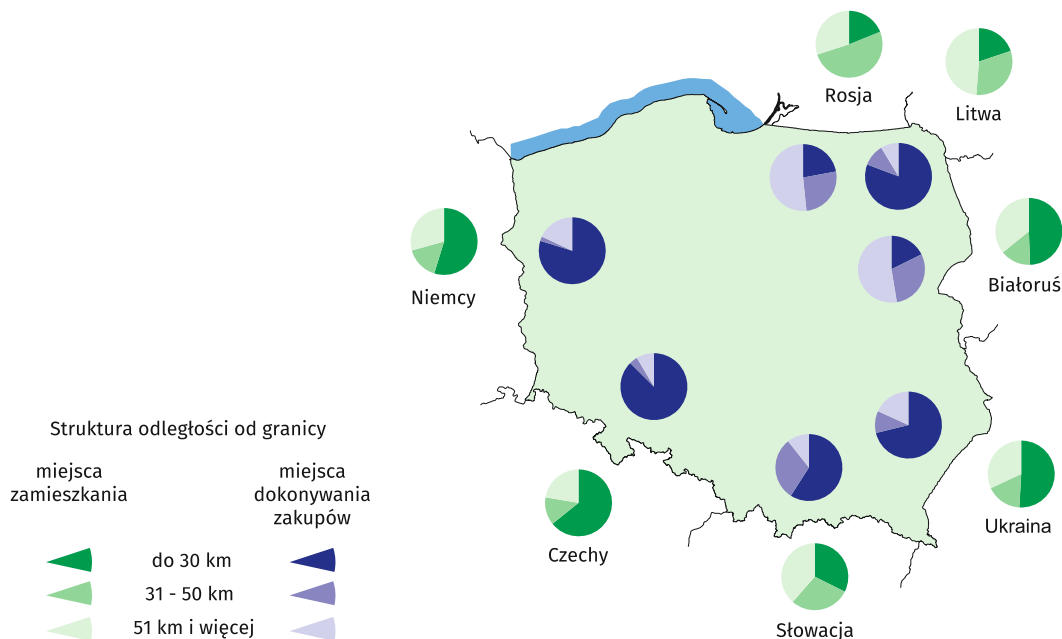 Rosja
Litwa
Niemcy
Białoruś
Struktura odległości od granicy
miejsca
zamieszkania
miejsca
dokonywania
zakupów
do 30 km
31 - 50 km
51 km i więcej
Czechy
Ukraina
Słowacja